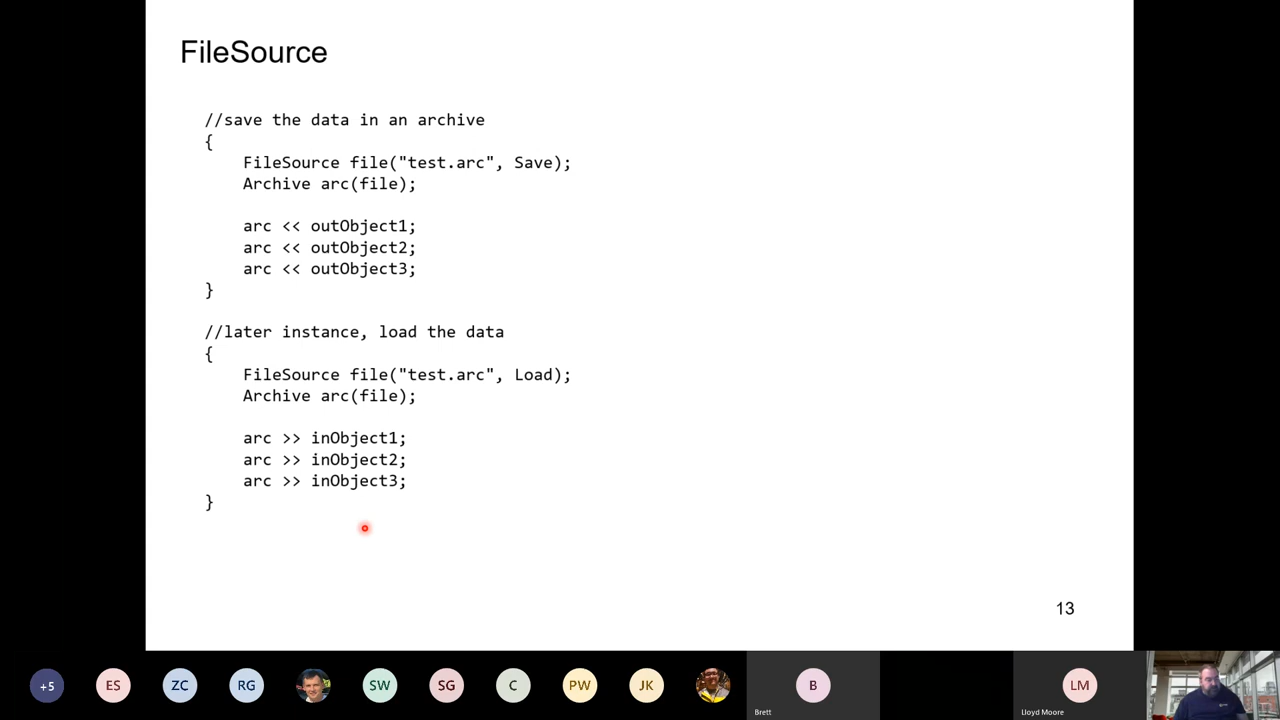 FileSource
//save the data in an archive
{
FileSource file("test.arc", Save);
Archive arc(file);
arc << outObject1;
arc << outObject2;
arc << outObject3;
}
//later instance, load the data
{
FileSource file("test.arc", Load);
Archive arc(file);
arc >> inObject1;
arc >> inObject2;
arc >> inObject3;
}
13
+5 ES ZC RG SW SG C PW JK B LM
Brett Lloyd Moore